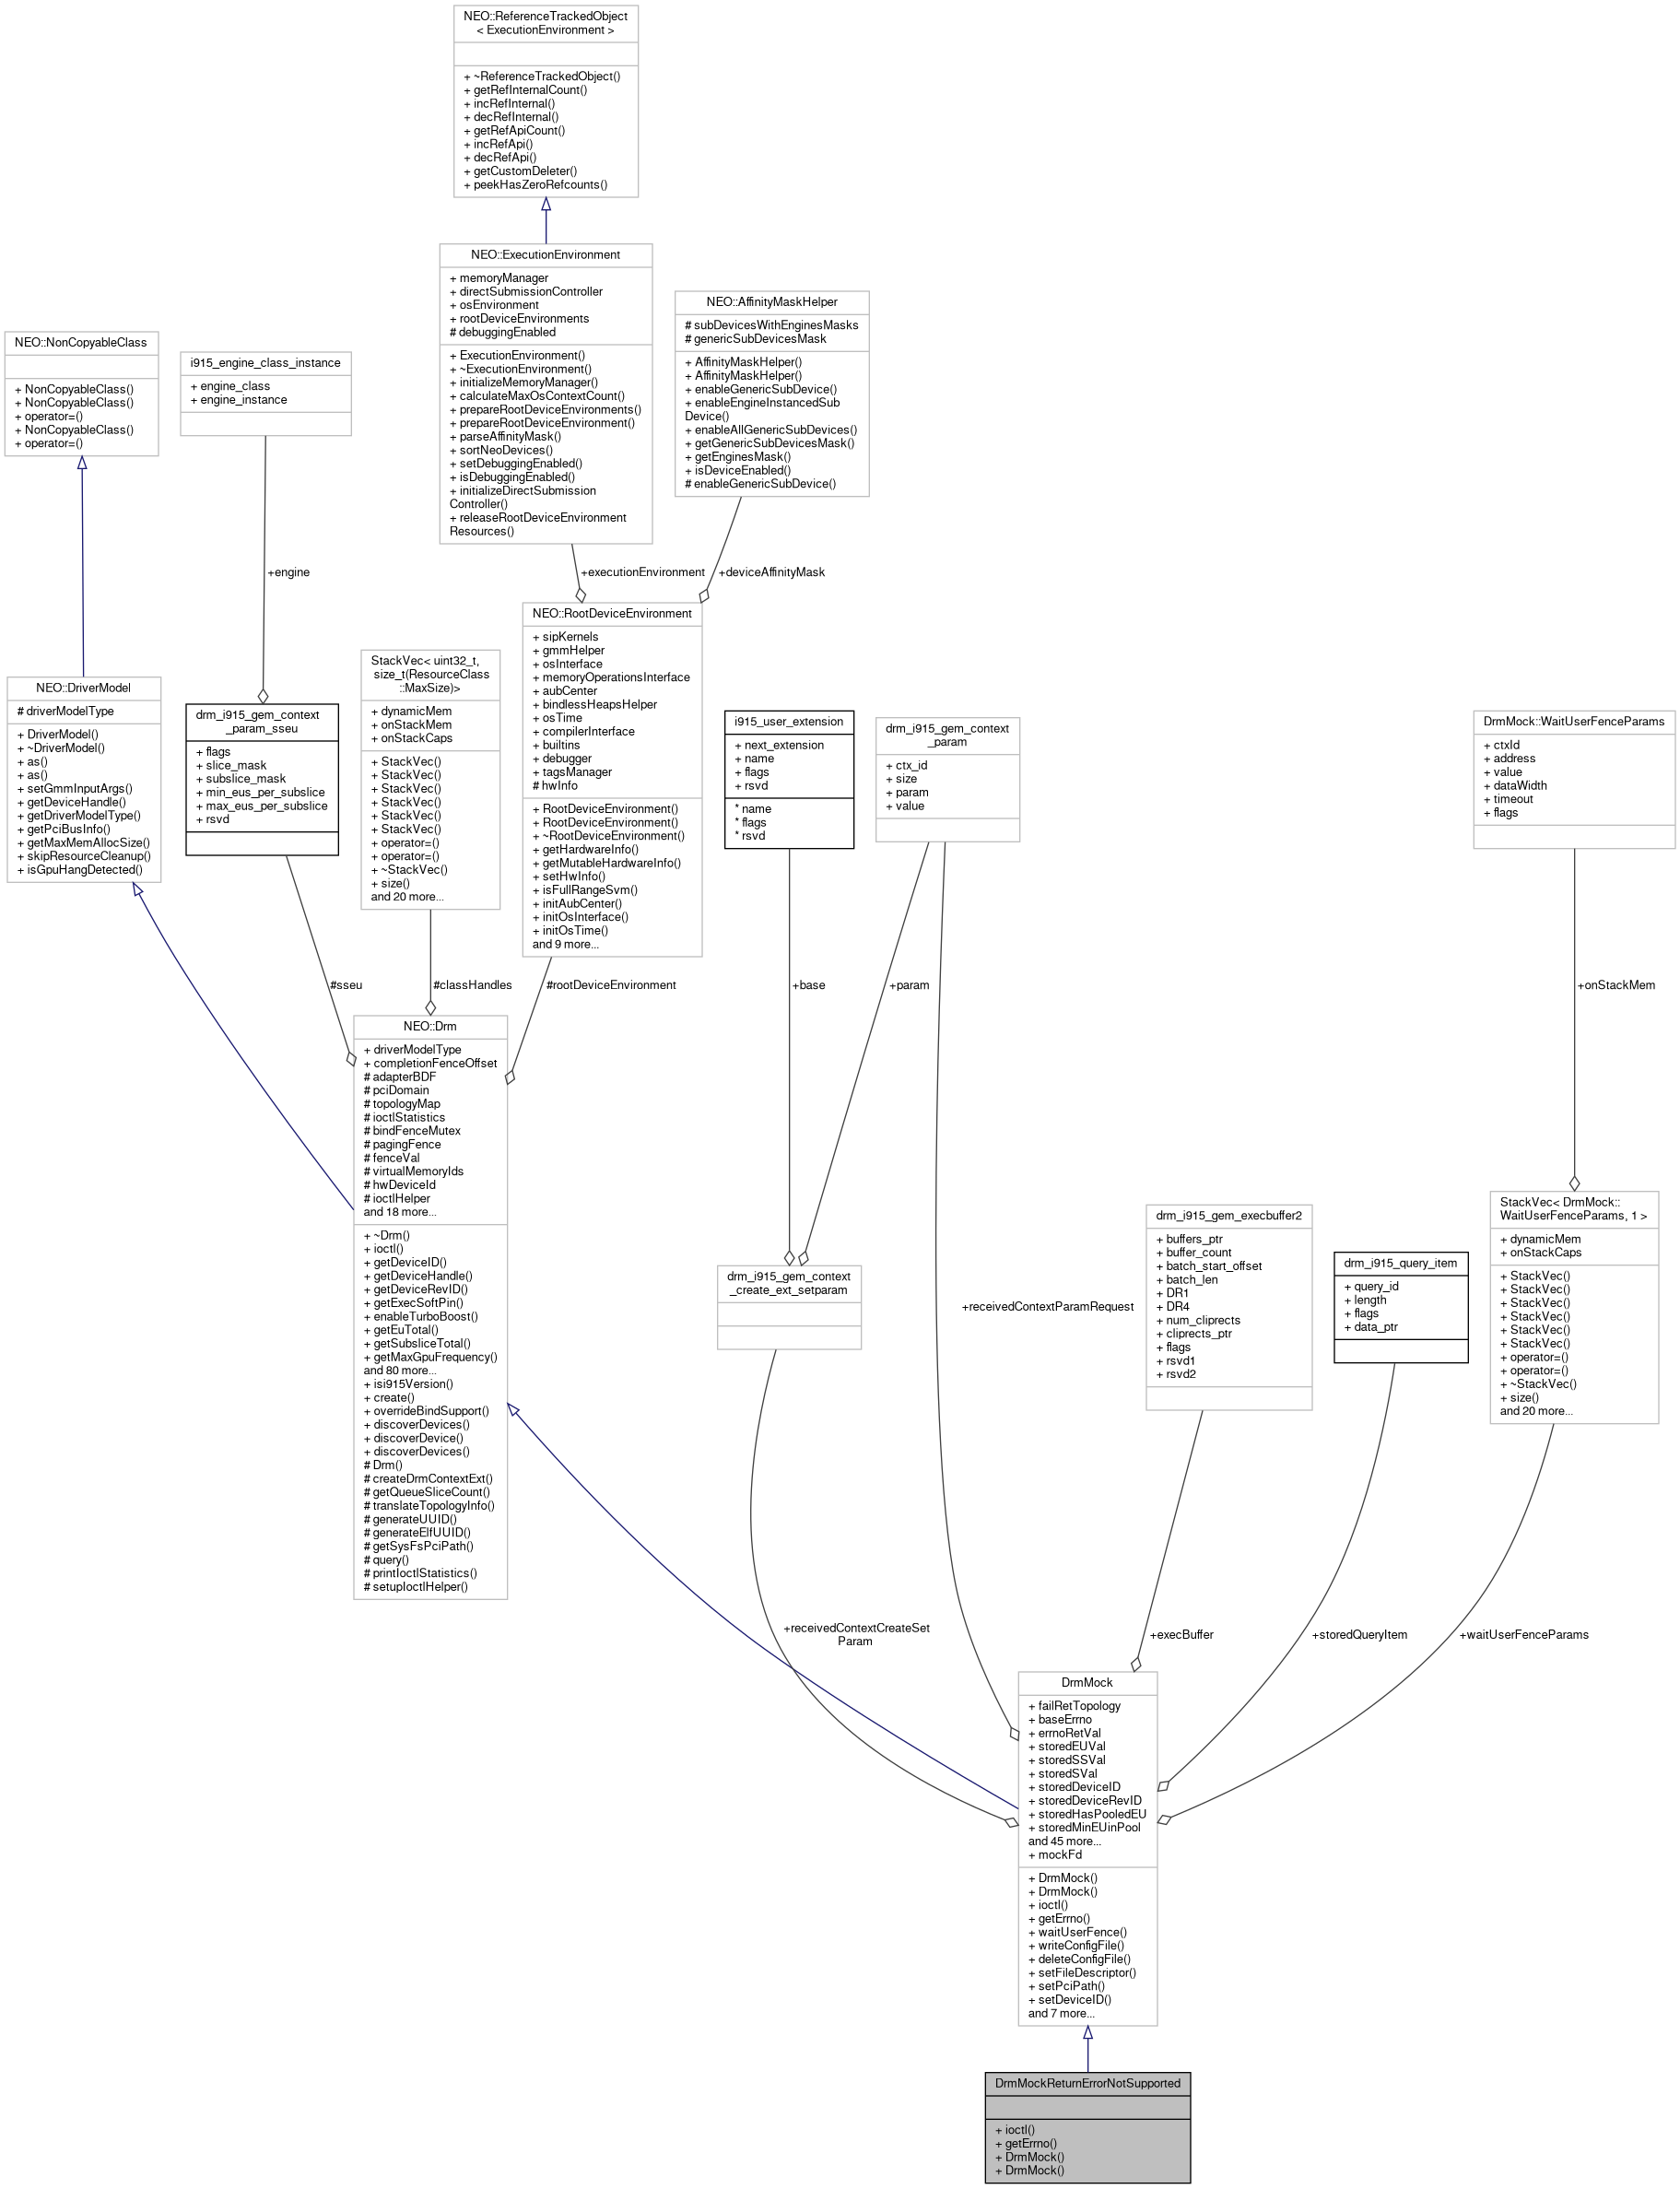 NEO::ReferenceTrackedObject
< ExecutionEnvironment >
+ ~ReferenceTrackedObject()
+ getRefInternalCount()
+ incRefInternal()
+ decRefInternal()
+ getRefApiCount()
+ incRefApi()
+ decRefApi()
+ getCustomDeleter()
+ peekHasZeroRefcounts()
NEO::ExecutionEnvironment
+ memoryManager
+ directSubmissionController
+ osEnvironment
+ rootDeviceEnvironments
# debuggingEnabled
+ ExecutionEnvironment()
+ ~ExecutionEnvironment()
+ initializeMemoryManager()
+ calculateMaxOsContextCount()
+ prepareRootDeviceEnvironments()
+ prepareRootDeviceEnvironment()
+ parseAffinityMask()
+ sortNeoDevices()
+ setDebuggingEnabled()
+ isDebuggingEnabled()
+ initializeDirectSubmission
Controller()
+ releaseRootDeviceEnvironment
Resources()
NEO::AffinityMaskHelper
# subDevicesWithEnginesMasks
# genericSubDevicesMask
+ AffinityMaskHelper()
+ AffinityMaskHelper()
+ enableGenericSubDevice()
+ enableEngineInstancedSub
Device()
+ enableAllGenericSubDevices()
+ getGenericSubDevicesMask()
+ getEnginesMask()
+ isDeviceEnabled()
# enableGenericSubDevice()
NEO::NonCopyableClass
+ NonCopyableClass()
+ NonCopyableClass()
+ operator=()
+ NonCopyableClass()
+ operator=()
i915_engine_class_instance
+ engine_class
+ engine_instance
+engine
+executionEnvironment
+deviceAffinityMask
NEO::DriverModel
# driverModelType
+ DriverModel()
+ ~DriverModel()
+ as()
+ as()
+ setGmmInputArgs()
+ getDeviceHandle()
+ getDriverModelType()
+ getPciBusInfo()
+ getMaxMemAllocSize()
+ skipResourceCleanup()
+ isGpuHangDetected()
drm_i915_gem_context
_param_sseu
+ flags
+ slice_mask
+ subslice_mask
+ min_eus_per_subslice
+ max_eus_per_subslice
+ rsvd
StackVec< uint32_t,
size_t(ResourceClass
::MaxSize)>
+ dynamicMem
+ onStackMem
+ onStackCaps
+ StackVec()
+ StackVec()
+ StackVec()
+ StackVec()
+ StackVec()
+ StackVec()
+ operator=()
+ operator=()
+ ~StackVec()
+ size()
and 20 more...
NEO::RootDeviceEnvironment
+ sipKernels
+ gmmHelper
+ osInterface
+ memoryOperationsInterface
+ aubCenter
+ bindlessHeapsHelper
+ osTime
+ compilerInterface
+ builtins
+ debugger
+ tagsManager
# hwInfo
+ RootDeviceEnvironment()
+ RootDeviceEnvironment()
+ ~RootDeviceEnvironment()
+ getHardwareInfo()
+ getMutableHardwareInfo()
+ setHwInfo()
+ isFullRangeSvm()
+ initAubCenter()
+ initOsInterface()
+ initOsTime()
and 9 more...
i915_user_extension
+ next_extension
+ name
+ flags
+ rsvd
* name
* flags
* rsvd
drm_i915_gem_context
_param
+ ctx_id
+ size
+ param
+ value
DrmMock::WaitUserFenceParams
+ ctxId
+ address
+ value
+ dataWidth
+ timeout
+ flags
#sseu
#classHandles
#rootDeviceEnvironment
+base
+param
+onStackMem
NEO::Drm
+ driverModelType
+ completionFenceOffset
# adapterBDF
# pciDomain
# topologyMap
# ioctlStatistics
# bindFenceMutex
# pagingFence
# fenceVal
# virtualMemoryIds
# hwDeviceId
# ioctlHelper
and 18 more...
+ ~Drm()
+ ioctl()
+ getDeviceID()
+ getDeviceHandle()
+ getDeviceRevID()
+ getExecSoftPin()
+ enableTurboBoost()
+ getEuTotal()
+ getSubsliceTotal()
+ getMaxGpuFrequency()
and 80 more...
+ isi915Version()
+ create()
+ overrideBindSupport()
+ discoverDevices()
+ discoverDevice()
+ discoverDevices()
# Drm()
# createDrmContextExt()
# getQueueSliceCount()
# translateTopologyInfo()
# generateUUID()
# generateElfUUID()
# getSysFsPciPath()
# query()
# printIoctlStatistics()
# setupIoctlHelper()
drm_i915_gem_context
_create_ext_setparam
+receivedContextParamRequest
drm_i915_gem_execbuffer2
+ buffers_ptr
+ buffer_count
+ batch_start_offset
+ batch_len
+ DR1
+ DR4
+ num_cliprects
+ cliprects_ptr
+ flags
+ rsvd1
+ rsvd2
drm_i915_query_item
+ query_id
+ length
+ flags
+ data_ptr
StackVec< DrmMock::
WaitUserFenceParams, 1 >
+ dynamicMem
+ onStackCaps
+ StackVec()
+ StackVec()
+ StackVec()
+ StackVec()
+ StackVec()
+ StackVec()
+ operator=()
+ operator=()
+ ~StackVec()
+ size()
and 20 more...
+receivedContextCreateSet
Param
+execBuffer
+storedQueryItem
+waitUserFenceParams
DrmMock
+ failRetTopology
+ baseErrno
+ errnoRetVal
+ storedEUVal
+ storedSSVal
+ storedSVal
+ storedDeviceID
+ storedDeviceRevID
+ storedHasPooledEU
+ storedMinEUinPool
and 45 more...
+ mockFd
+ DrmMock()
+ DrmMock()
+ ioctl()
+ getErrno()
+ waitUserFence()
+ writeConfigFile()
+ deleteConfigFile()
+ setFileDescriptor()
+ setPciPath()
+ setDeviceID()
and 7 more...
DrmMockReturnErrorNotSupported
+ ioctl()
+ getErrno()
+ DrmMock()
+ DrmMock()